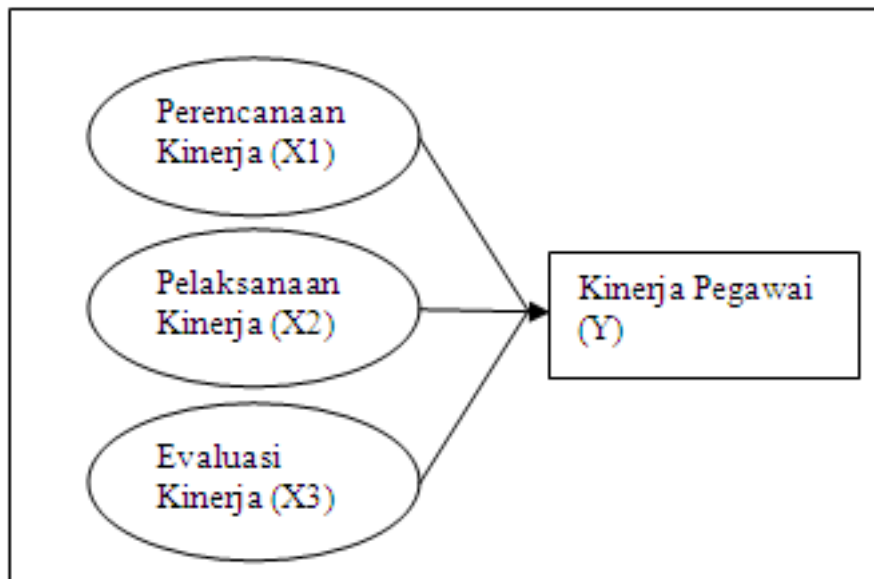 Perencanaan
Kinerja (X1)
Pelaksanaan
Kinerja (X2)
Evaluasi
Kinerja (X3)
Kinerja Pegawai
(Y)